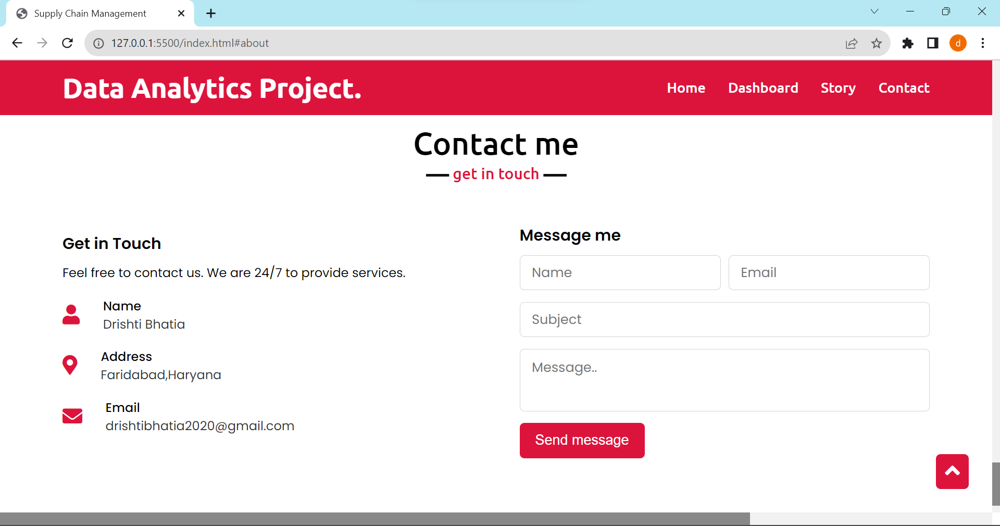 Supply Chain Management
127.0.0.1:5500/index.html#about
d
Data Analytics Project.
Home Dashboard Story Contact
Contact me
get in touch
Get in Touch
Feel free to contact us. We are 24/7 to provide services.
Name
Drishti Bhatia
Address
Faridabad,Haryana
Email
drishtibhatia2020@gmail.com
Message me
Name Email
Subject
Message..
Send message